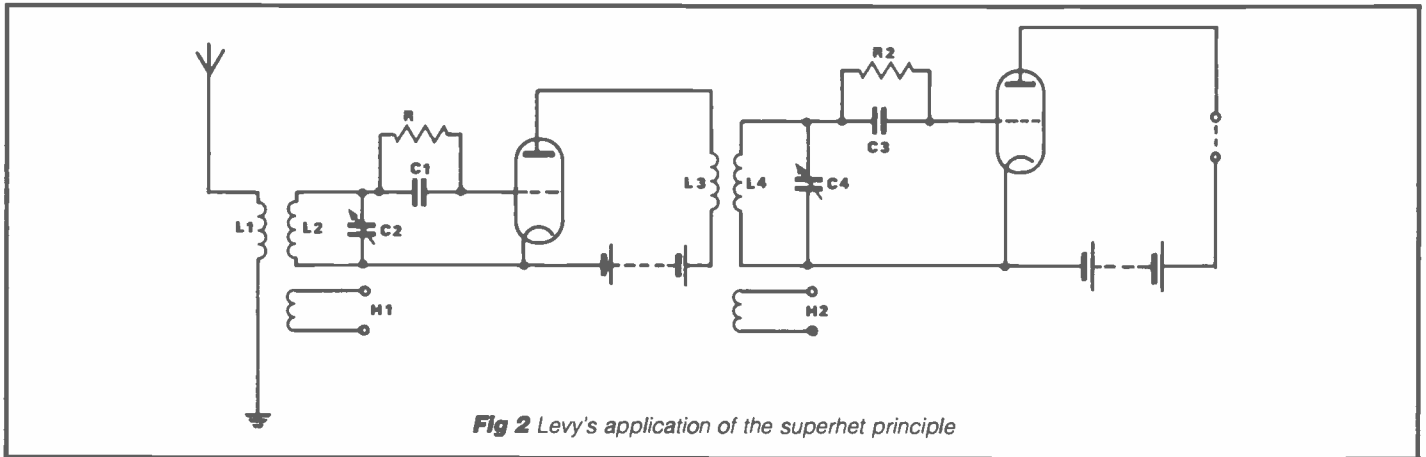 R2
R
C1
C3
L1
L2
C2
L3
L4
C4
H1
H2
Fig 2 Levy's application of the superhet principle